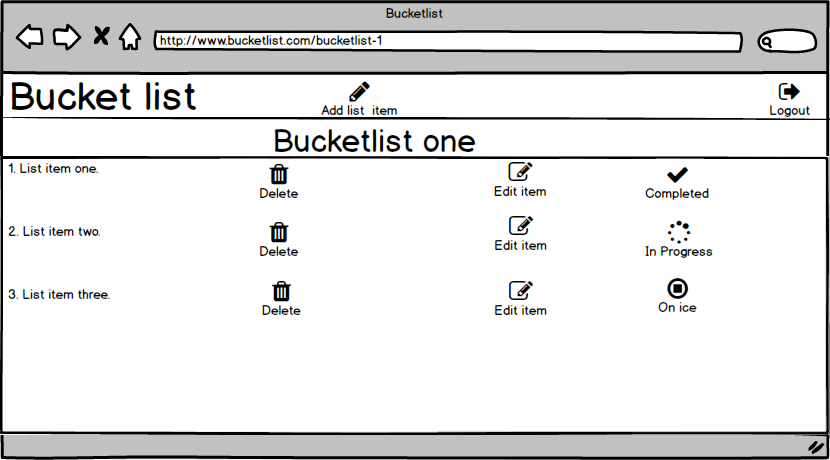 Bucketlist
http://www.bucketlist.com/bucketlist-1
Bucket list
Add list item
Logout
Bucketlist one
1. List item one.
Delete
Edit item
Completed
2. List item two.
Delete
Edit item
In Progress
3. List item three.
Delete
Edit item
On ice